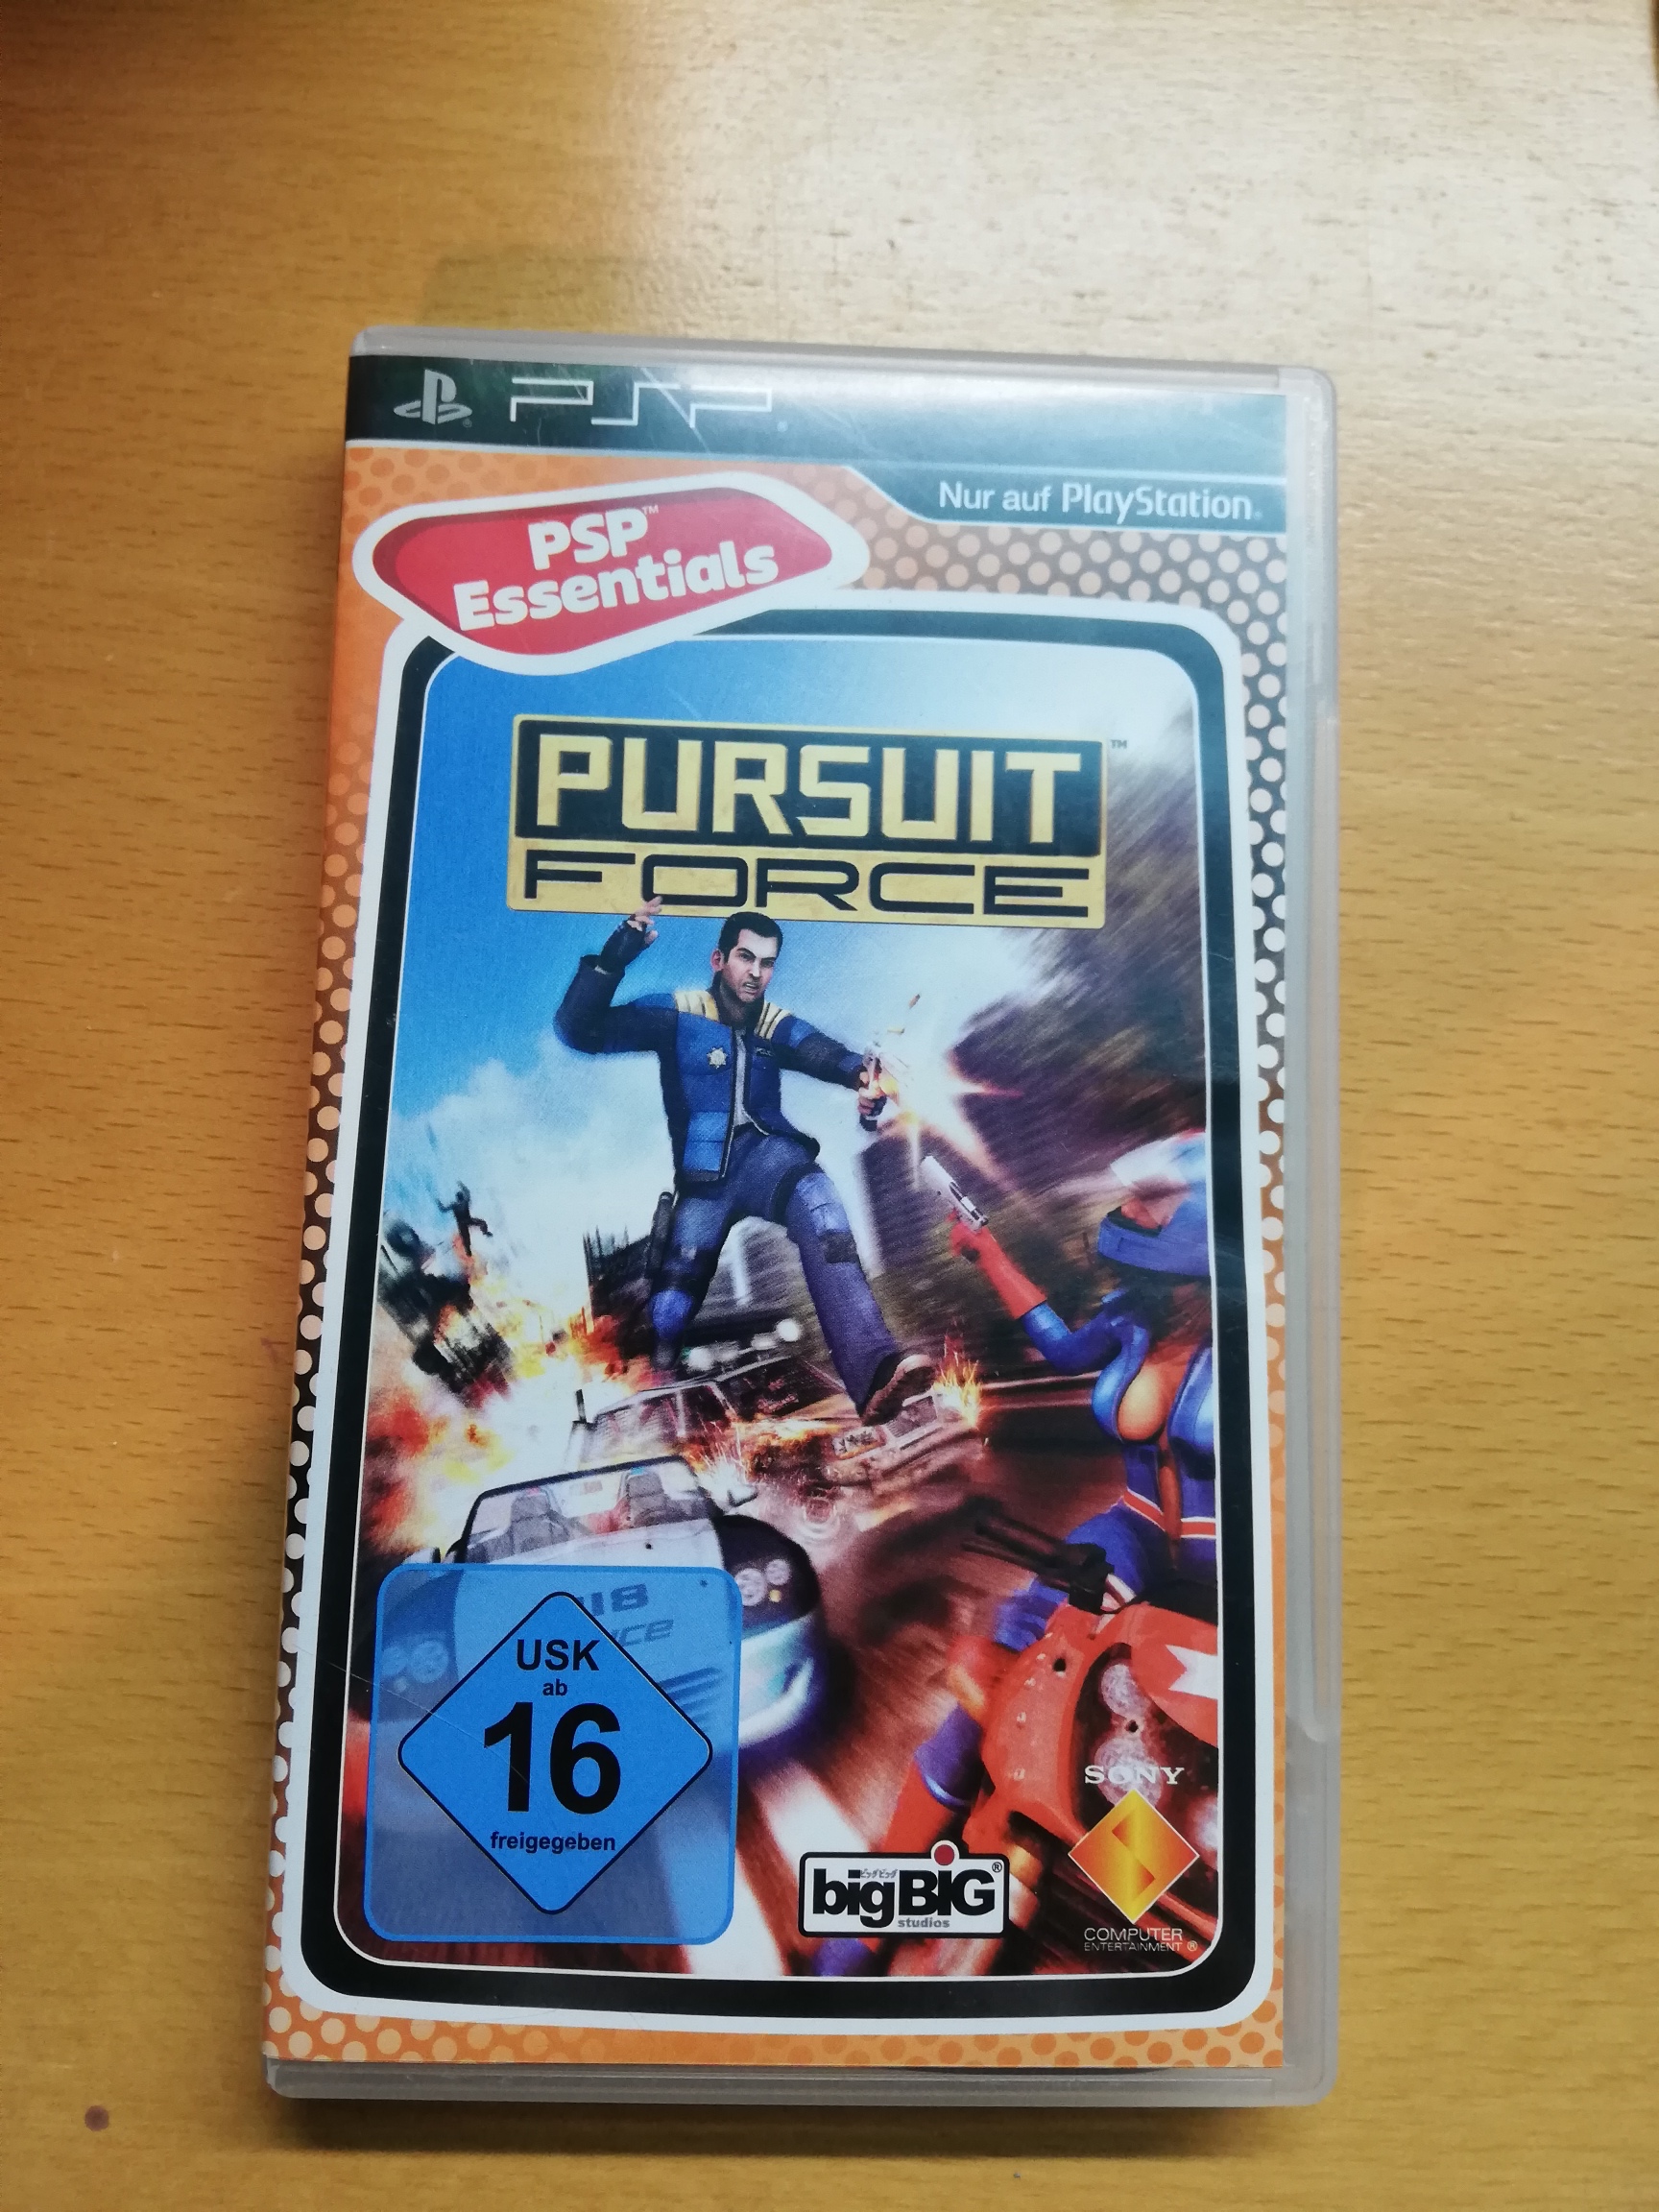 PSP
Nur auf PlayStation
PSP™
Essentials
PURSUIT™
FORCE
USK
ab
16
freigegeben
bigBIG®
studios
SONY
COMPUTER
ENTERTAINMENT®